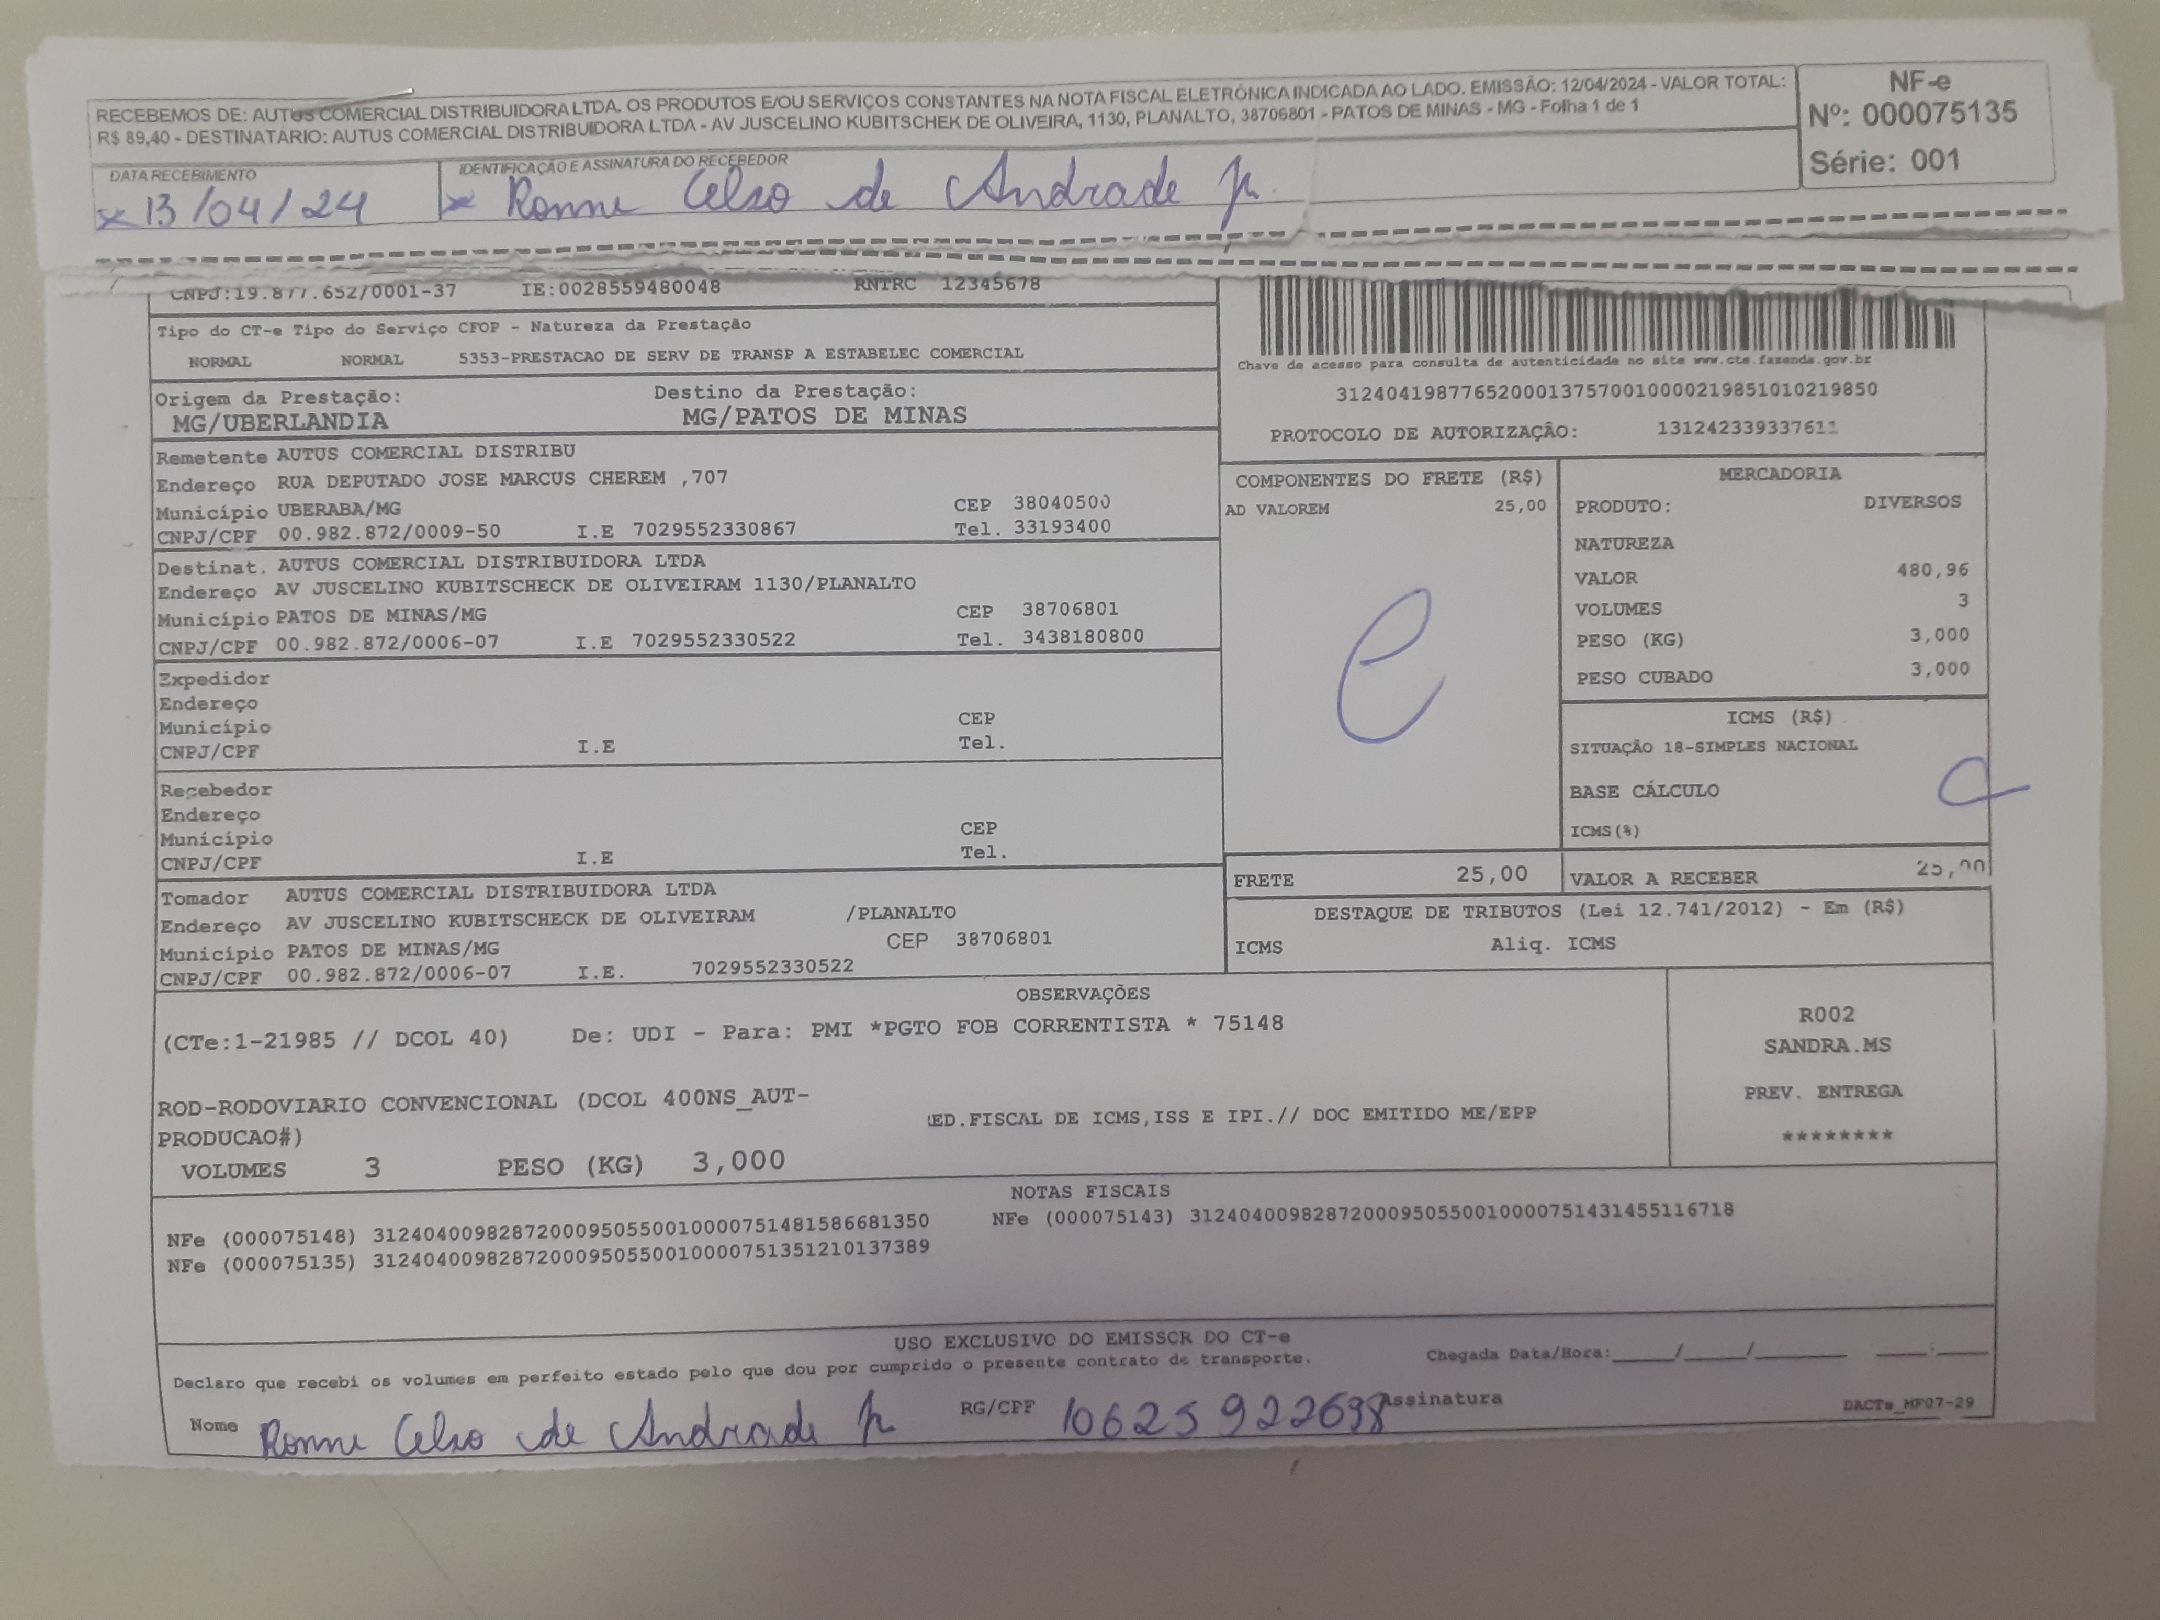 RECEBEMOS DE: AUTUS COMERCIAL DISTRIBUIDORA LTDA. OS PRODUTOS E/OU SERVIÇOS CONSTANTES NA NOTA FISCAL ELETRÔNICA INDICADA AO LADO. EMISSÃO: 12/04/2024 - VALOR TOTAL:
R$ 89,40 - DESTINATÁRIO: AUTUS COMERCIAL DISTRIBUIDORA LTDA - AV JUSCELINO KUBITSCHEK DE OLIVEIRA, 1130, PLANALTO, 38706801 - PATOS DE MINAS - MG - Folha 1 de 1
NF-e
Nº: 000075135
Série: 001
DATA RECEBIMENTO
x 13/04/24
IDENTIFICAÇÃO E ASSINATURA DO RECEBEDOR
x Ronne Celso de Andrade Jr.
CNPJ:19.877.652/0001-37 IE:0028559480048 RNTRC 12345678
Tipo do CT-e Tipo do Serviço CFOP - Natureza da Prestação
NORMAL NORMAL 5353-PRESTACAO DE SERV DE TRANSP A ESTABELEC COMERCIAL
Chave de acesso para consulta de autenticidade no site www.cte.fazenda.gov.br
31240419877652000137570010000219851010219850
PROTOCOLO DE AUTORIZAÇÃO: 131242339337611
Origem da Prestação: Destino da Prestação:
MG/UBERLANDIA MG/PATOS DE MINAS
Remetente AUTUS COMERCIAL DISTRIBU
Endereço RUA DEPUTADO JOSE MARCUS CHEREM ,707
Município UBERABA/MG CEP 38040500
CNPJ/CPF 00.982.872/0009-50 I.E 7029552330867 Tel. 33193400
Destinat. AUTUS COMERCIAL DISTRIBUIDORA LTDA
Endereço AV JUSCELINO KUBITSCHECK DE OLIVEIRAM 1130/PLANALTO
Município PATOS DE MINAS/MG CEP 38706801
CNPJ/CPF 00.982.872/0006-07 I.E 7029552330522 Tel. 3438180800
Expedidor
Endereço
Município CEP
CNPJ/CPF I.E Tel.
Recebedor
Endereço
Município CEP
CNPJ/CPF I.E Tel.
Tomador AUTUS COMERCIAL DISTRIBUIDORA LTDA
Endereço AV JUSCELINO KUBITSCHECK DE OLIVEIRAM /PLANALTO
Município PATOS DE MINAS/MG CEP 38706801
CNPJ/CPF 00.982.872/0006-07 I.E. 7029552330522
COMPONENTES DO FRETE (R$)
AD VALOREM 25,00
MERCADORIA
PRODUTO: DIVERSOS
NATUREZA
VALOR 480,96
VOLUMES 3
PESO (KG) 3,000
PESO CUBADO 3,000
ICMS (R$)
SITUAÇÃO 18-SIMPLES NACIONAL
BASE CÁLCULO
ICMS(%)
FRETE 25,00 VALOR A RECEBER 25,00
DESTAQUE DE TRIBUTOS (Lei 12.741/2012) - Em (R$)
ICMS Aliq. ICMS
OBSERVAÇÕES
(CTe:1-21985 // DCOL 40) De: UDI - Para: PMI *PGTO FOB CORRENTISTA * 75148
ROD-RODOVIARIO CONVENCIONAL (DCOL 400NS_AUT-
PRODUCAO#)
ED.FISCAL DE ICMS,ISS E IPI.// DOC EMITIDO ME/EPP
VOLUMES 3 PESO (KG) 3,000
R002
SANDRA.MS
PREV. ENTREGA
********
NOTAS FISCAIS
NFe (000075148) 31240400982872000950550010000751481586681350 NFe (000075143) 31240400982872000950550010000751431455116718
NFe (000075135) 31240400982872000950550010000751351210137389
USO EXCLUSIVO DO EMISSOR DO CT-e
Declaro que recebi os volumes em perfeito estado pelo que dou por cumprido o presente contrato de transporte. Chegada Data/Hora:____/____/______ ___:____
Nome Ronne Celso de Andrade Jr RG/CPF 10625922698 Assinatura DACTe_MF07-29